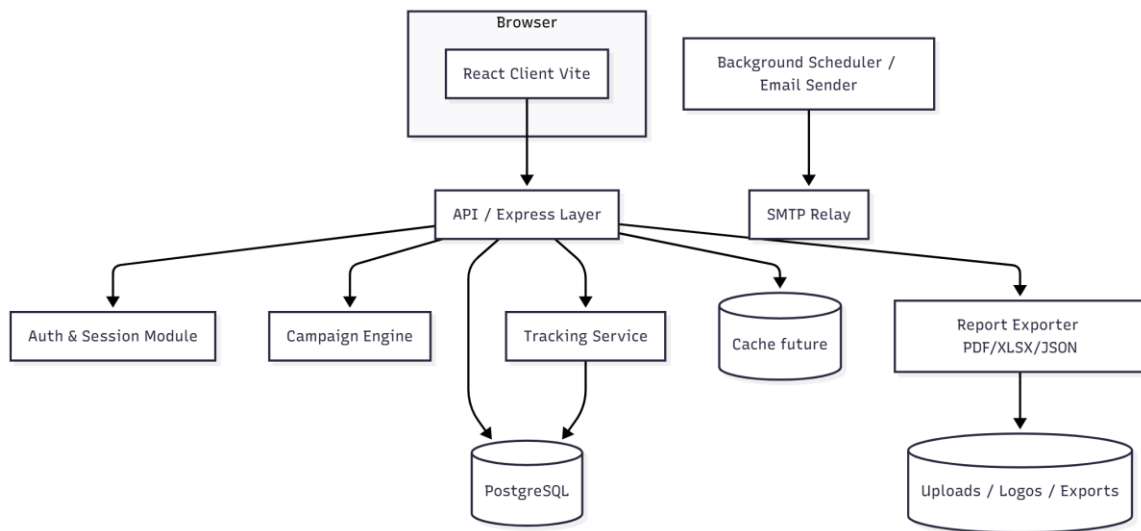 Browser
React Client Vite
Background Scheduler /
Email Sender
API / Express Layer
SMTP Relay
Auth & Session Module
Campaign Engine
Tracking Service
Cache future
Report Exporter
PDF/XLSX/JSON
PostgreSQL
Uploads / Logos / Exports